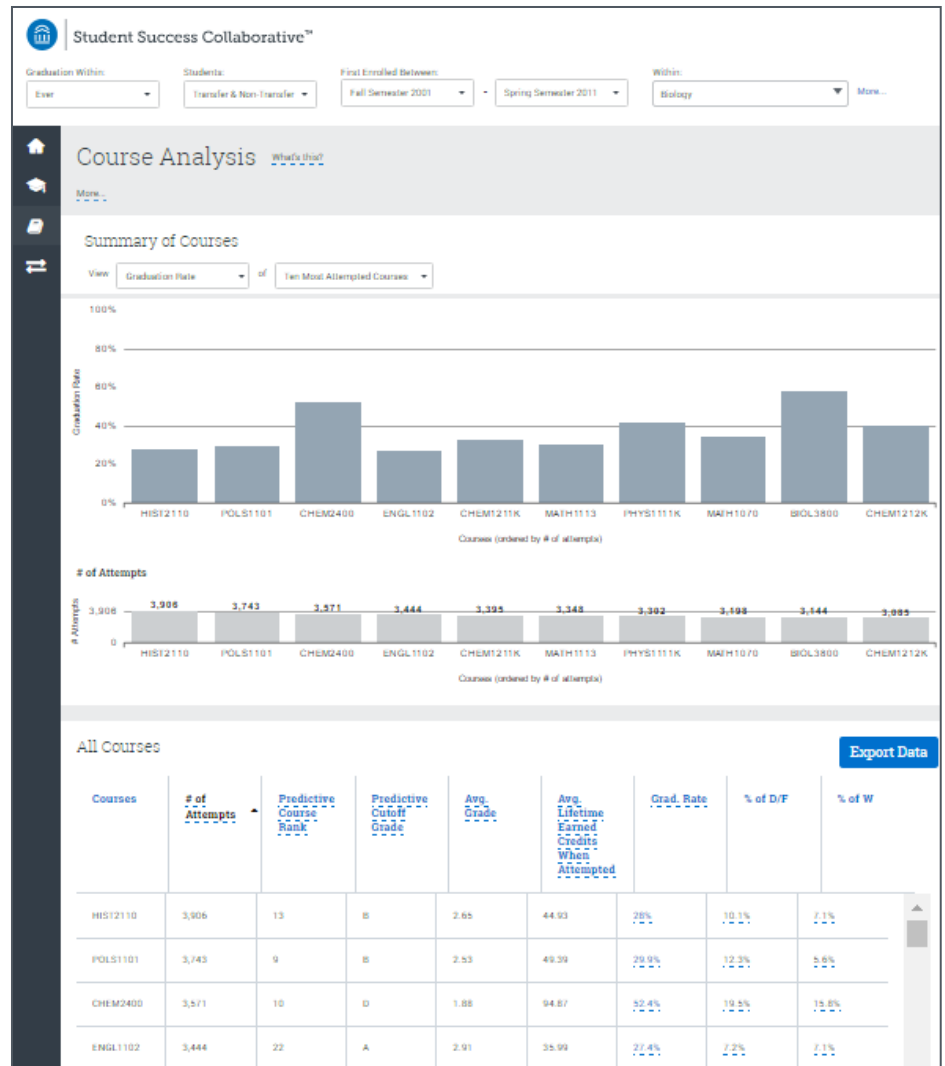 Student Success Collaborative™
Graduation Within: Students: First Enrolled Between: Within:
Ever Transfer & Non-Transfer Fall Semester 2001 - Spring Semester 2011 Biology More...
Course Analysis What's this?
More...
Summary of Courses
View Graduation Rate of Ten Most Attempted Courses
100%
80%
60%
40%
20%
0%
Graduation Rate
HIST2110 POLS1101 CHEM2400 ENGL1102 CHEM1211K MATH1113 PHYS1111K MATH1070 BIOL3800 CHEM1212K
Courses (ordered by # of attempts)
# of Attempts
# Attempts
3,906 3,906 3,743 3,571 3,444 3,395 3,348 3,302 3,198 3,144 3,085
0
HIST2110 POLS1101 CHEM2400 ENGL1102 CHEM1211K MATH1113 PHYS1111K MATH1070 BIOL3800 CHEM1212K
Courses (ordered by # of attempts)
All Courses
Export Data
Courses # of Attempts Predictive Course Rank Predictive Cutoff Grade Avg. Grade Avg. Lifetime Earned Credits When Attempted Grad. Rate % of D/F % of W
HIST2110 3,906 13 B 2.65 44.93 28% 10.1% 7.1%
POLS1101 3,743 9 B 2.53 49.39 29.9% 12.3% 5.6%
CHEM2400 3,571 10 D 1.88 94.87 52.4% 19.5% 15.8%
ENGL1102 3,444 22 A 2.91 35.99 27.4% 7.2% 7.1%